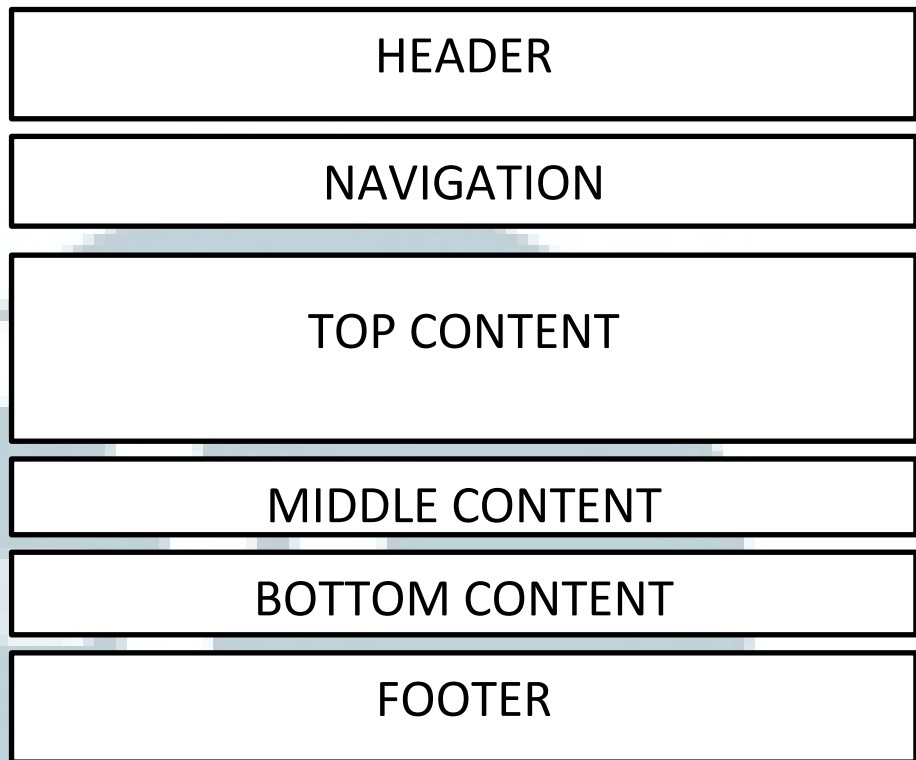 HEADER
NAVIGATION
TOP CONTENT
MIDDLE CONTENT
BOTTOM CONTENT
FOOTER